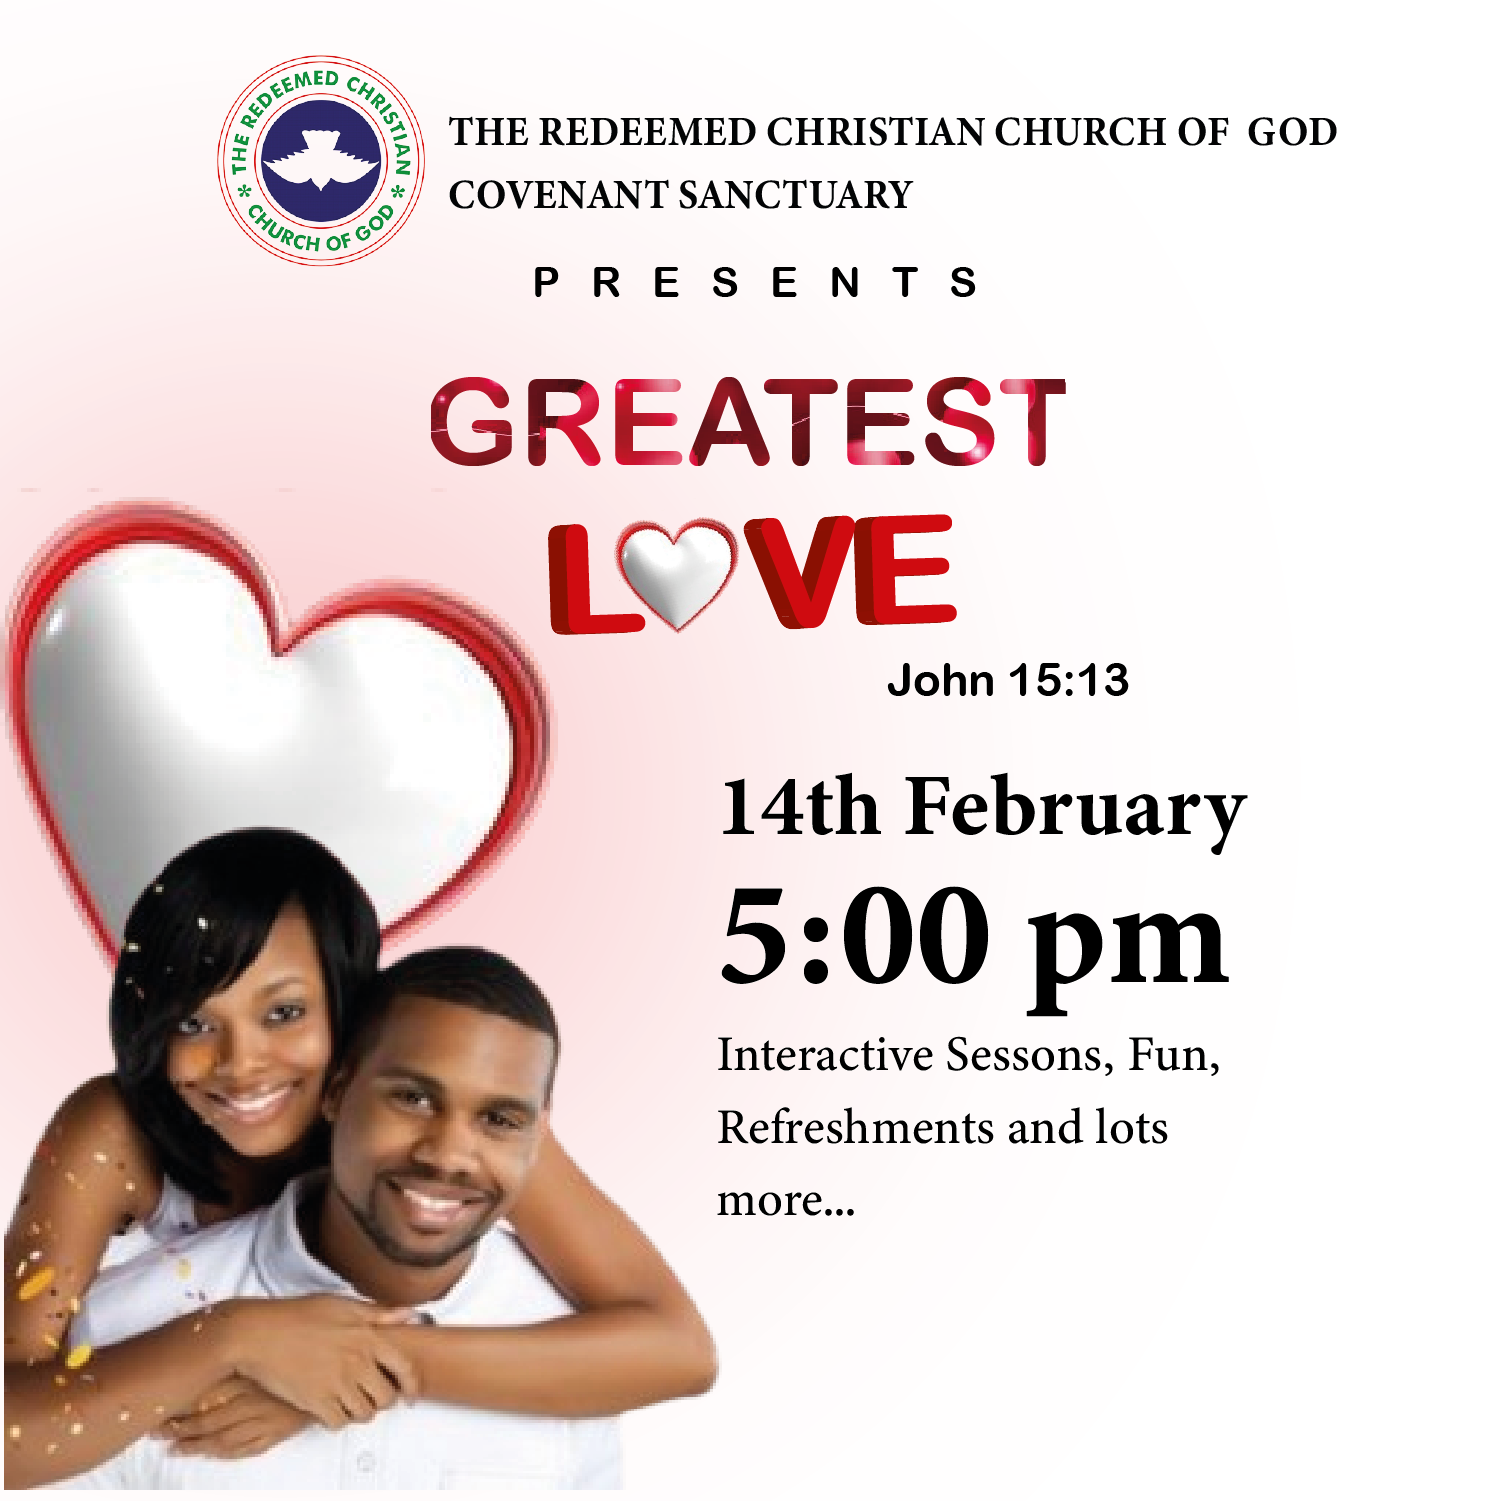 THE REDEEMED CHRISTIAN CHURCH OF GOD
THE REDEEMED CHRISTIAN CHURCH OF GOD
COVENANT SANCTUARY
PRESENTS
GREATEST
LOVE
John 15:13
14th February
5:00 pm
Interactive Sessons, Fun,
Refreshments and lots
more...